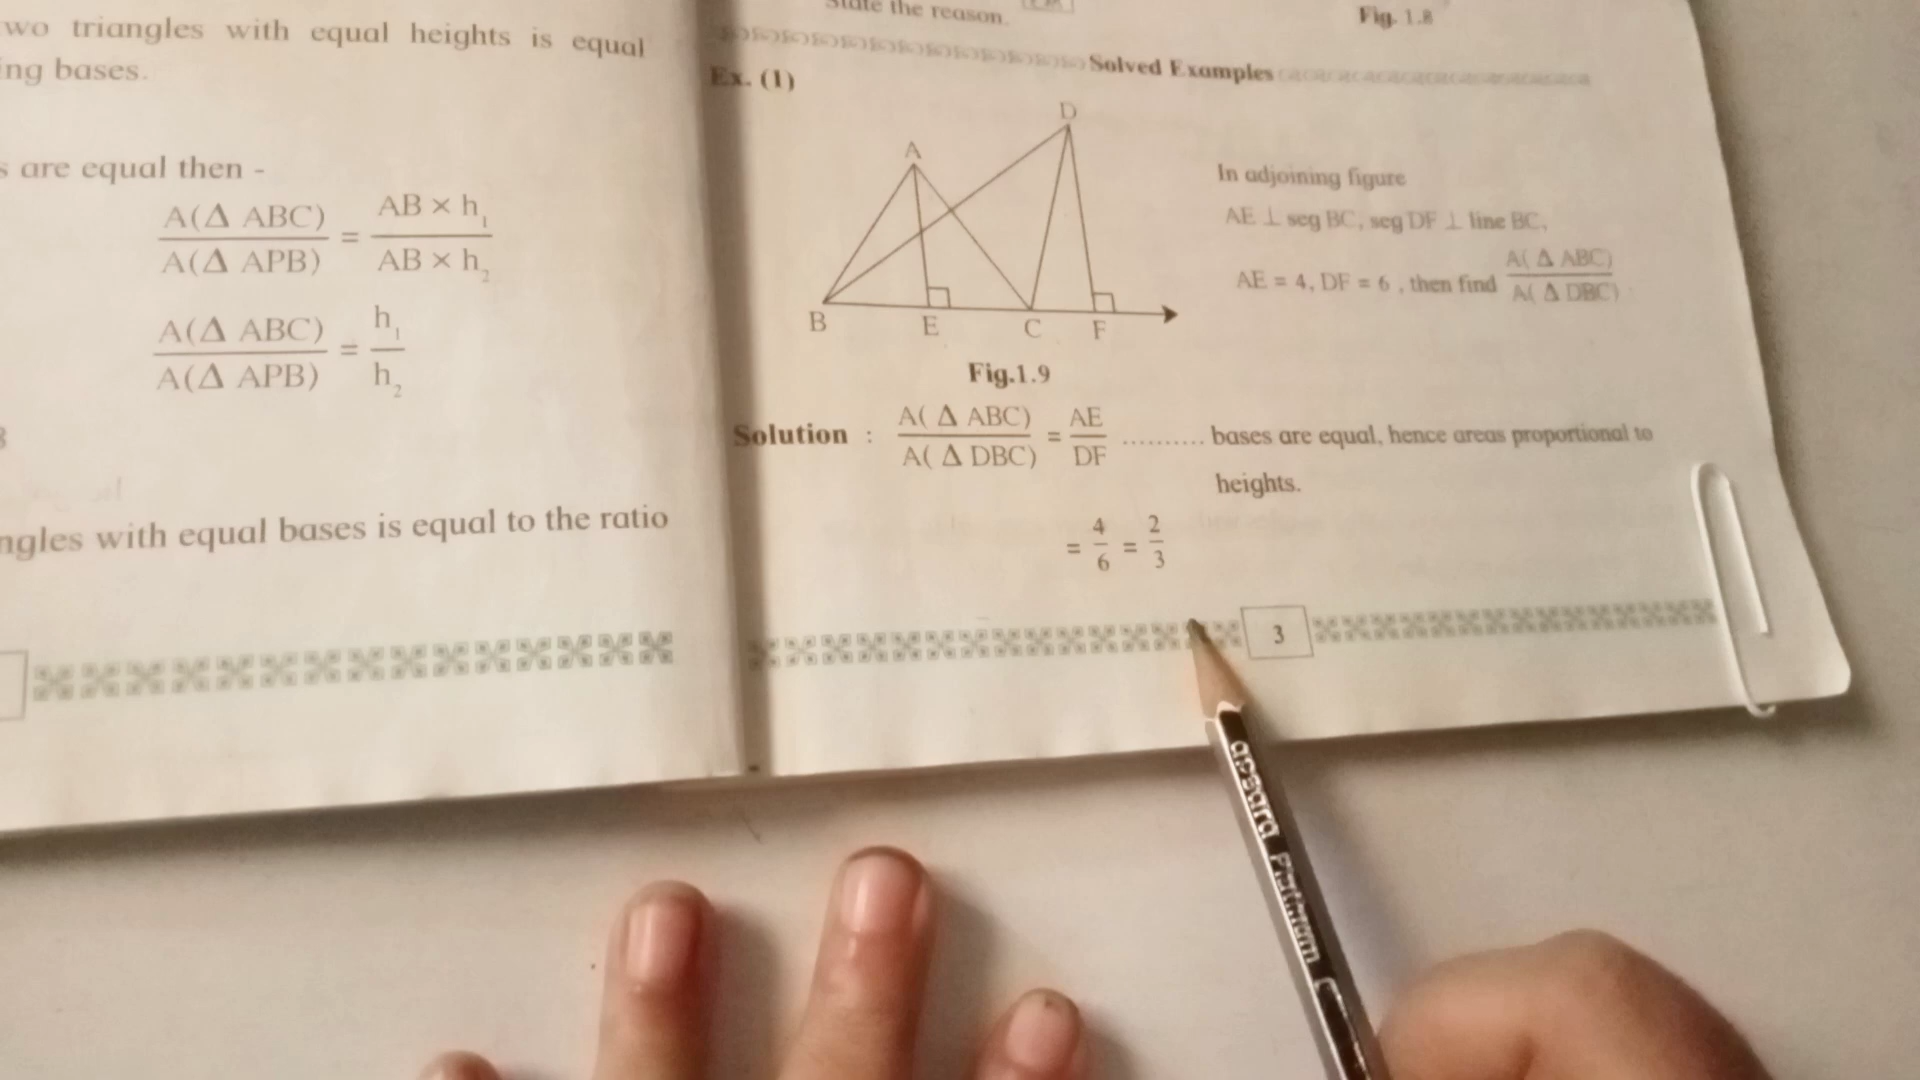 wo triangles with equal heights is equal
ing bases.
s are equal then -
A(Δ ABC) / A(Δ APB) = AB × h₁ / AB × h₂
A(Δ ABC) / A(Δ APB) = h₁ / h₂
ngles with equal bases is equal to the ratio
State the reason.
Fig. 1.8
Solved Examples
Ex. (1)
D
A
B E C F
Fig.1.9
In adjoining figure
AE ⊥ seg BC, seg DF ⊥ line BC,
AE = 4, DF = 6 , then find A( Δ ABC) / A( Δ DBC)
Solution : A( Δ ABC) / A( Δ DBC) = AE / DF .......... bases are equal, hence areas proportional to
heights.
= 4/6 = 2/3
3
apsara Platinum